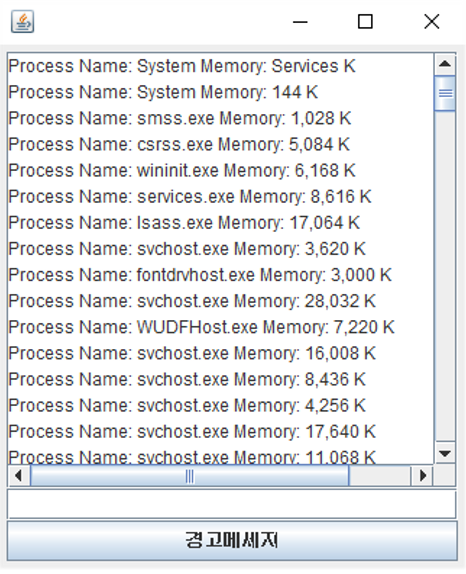 Process Name: System Memory: Services K
Process Name: System Memory: 144 K
Process Name: smss.exe Memory: 1,028 K
Process Name: csrss.exe Memory: 5,084 K
Process Name: wininit.exe Memory: 6,168 K
Process Name: services.exe Memory: 8,616 K
Process Name: lsass.exe Memory: 17,064 K
Process Name: svchost.exe Memory: 3,620 K
Process Name: fontdrvhost.exe Memory: 3,000 K
Process Name: svchost.exe Memory: 28,032 K
Process Name: WUDFHost.exe Memory: 7,220 K
Process Name: svchost.exe Memory: 16,008 K
Process Name: svchost.exe Memory: 8,436 K
Process Name: svchost.exe Memory: 4,256 K
Process Name: svchost.exe Memory: 17,640 K
Process Name: svchost.exe Memory: 11,068 K
경고메세지